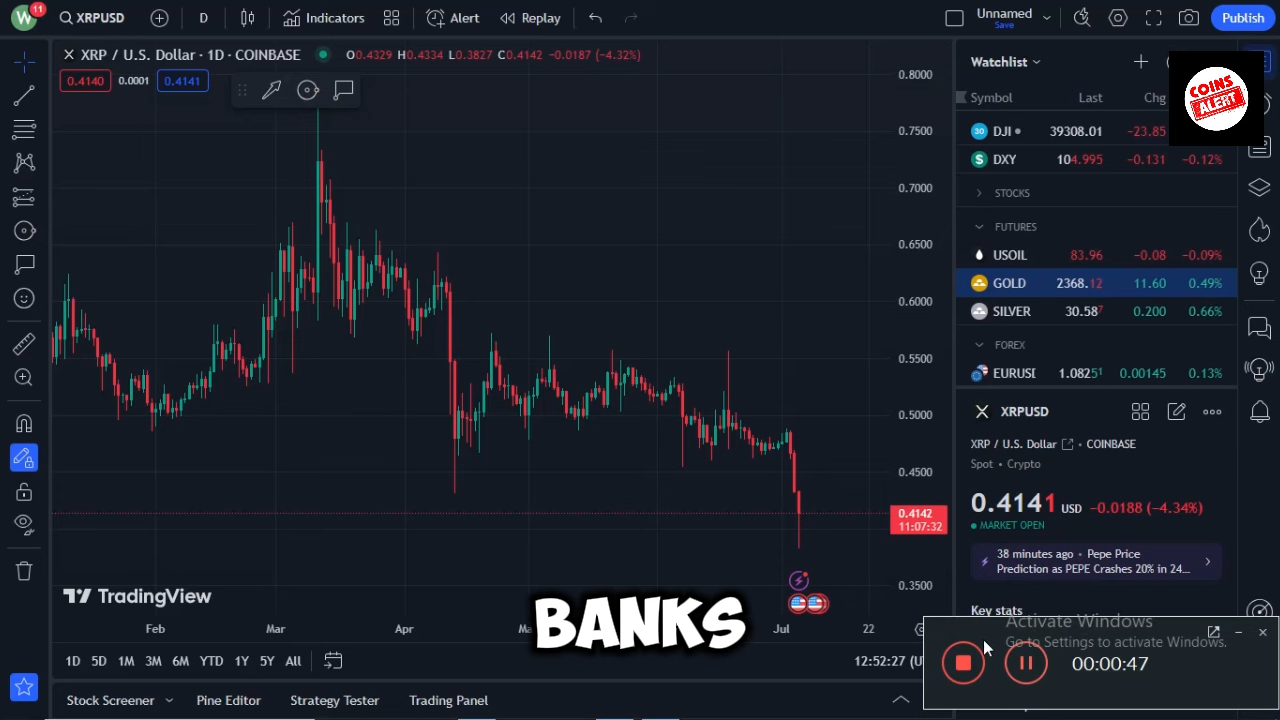 W 11 XRPUSD D Indicators Alert Replay Unnamed Save Publish
XRP / U.S. Dollar · 1D · COINBASE O0.4329 H0.4334 L0.3827 C0.4142 −0.0187 (−4.32%)
0.4140 0.0001 0.4141
0.8000
0.7500
0.7000
0.6500
0.6000
0.5500
0.5000
0.4500
0.4142
11:07:32
0.3500
TradingView
BANKS
Feb Mar Apr Jul 22
1D 5D 1M 3M 6M YTD 1Y 5Y All 12:52:27
Stock Screener Pine Editor Strategy Tester Trading Panel
Watchlist
COINS
ALERT
Symbol Last Chg
30 DJI 39308.01 −23.85
$ DXY 104.995 −0.131 −0.12%
STOCKS
FUTURES
USOIL 83.96 −0.08 −0.09%
GOLD 2368.12 11.60 0.49%
SILVER 30.587 0.200 0.66%
FOREX
EURUSI 1.08251 0.00145 0.13%
XRPUSD
XRP / U.S. Dollar · COINBASE
Spot · Crypto
0.4141 USD −0.0188 (−4.34%)
MARKET OPEN
38 minutes ago · Pepe Price
Prediction as PEPE Crashes 20% in 24...
Key stats
Activate Windows
Go to Settings to activate Windows.
00:00:47